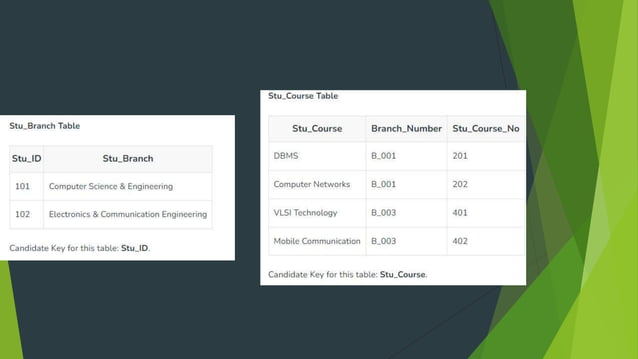 Stu_Branch Table
Stu_ID Stu_Branch
101 Computer Science & Engineering
102 Electronics & Communication Engineering
Candidate Key for this table: Stu_ID.
Stu_Course Table
Stu_Course Branch_Number Stu_Course_No
DBMS B_001 201
Computer Networks B_001 202
VLSI Technology B_003 401
Mobile Communication B_003 402
Candidate Key for this table: Stu_Course.